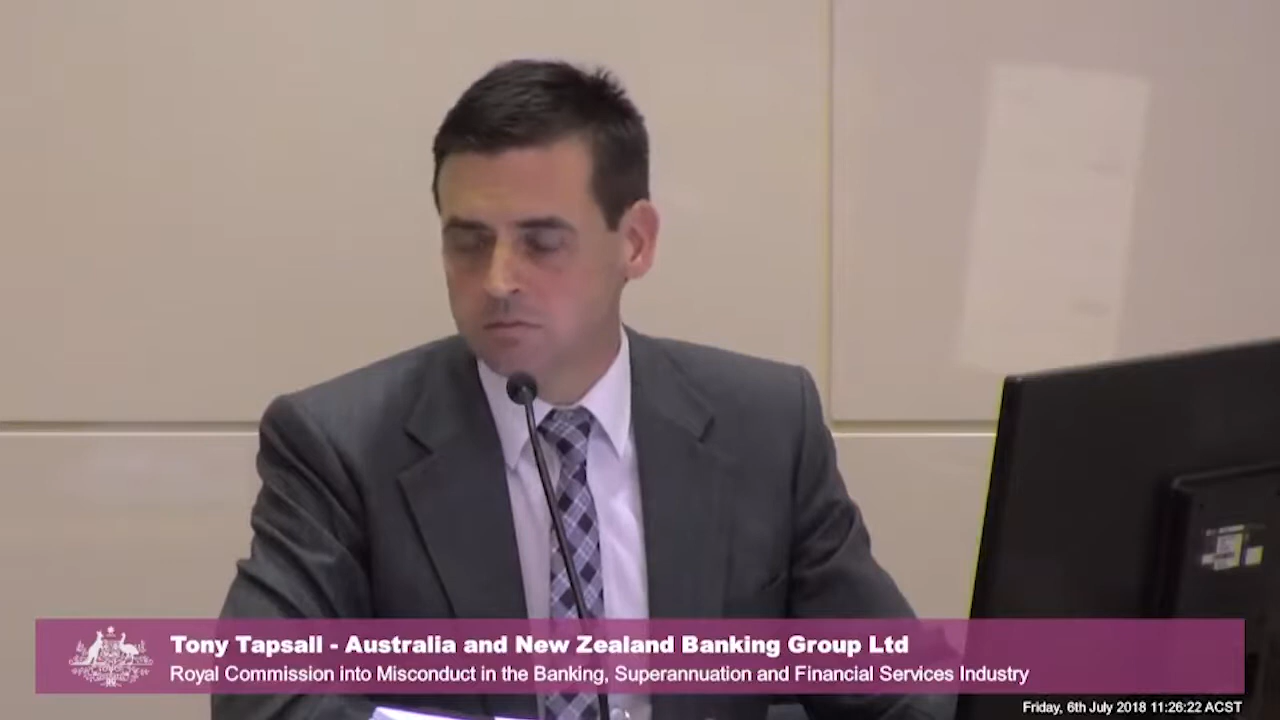 Tony Tapsall - Australia and New Zealand Banking Group Ltd
Royal Commission into Misconduct in the Banking, Superannuation and Financial Services Industry
Friday, 6th July 2018 11:26:22 ACST